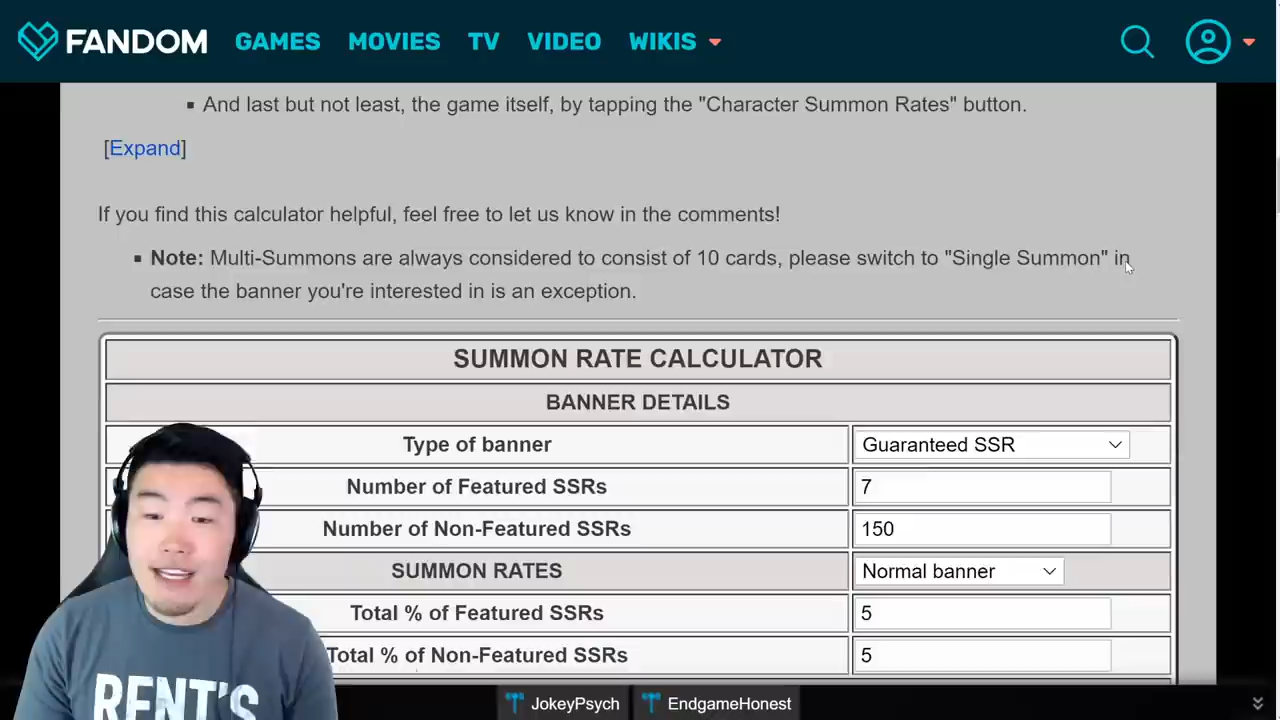 FANDOM GAMES MOVIES TV VIDEO WIKIS
And last but not least, the game itself, by tapping the "Character Summon Rates" button.
[Expand]
If you find this calculator helpful, feel free to let us know in the comments!
Note: Multi-Summons are always considered to consist of 10 cards, please switch to "Single Summon" in
case the banner you're interested in is an exception.
SUMMON RATE CALCULATOR
BANNER DETAILS
Type of banner Guaranteed SSR
Number of Featured SSRs 7
Number of Non-Featured SSRs 150
SUMMON RATES Normal banner
Total % of Featured SSRs 5
Total % of Non-Featured SSRs 5
RENT'S
JokeyPsych EndgameHonest